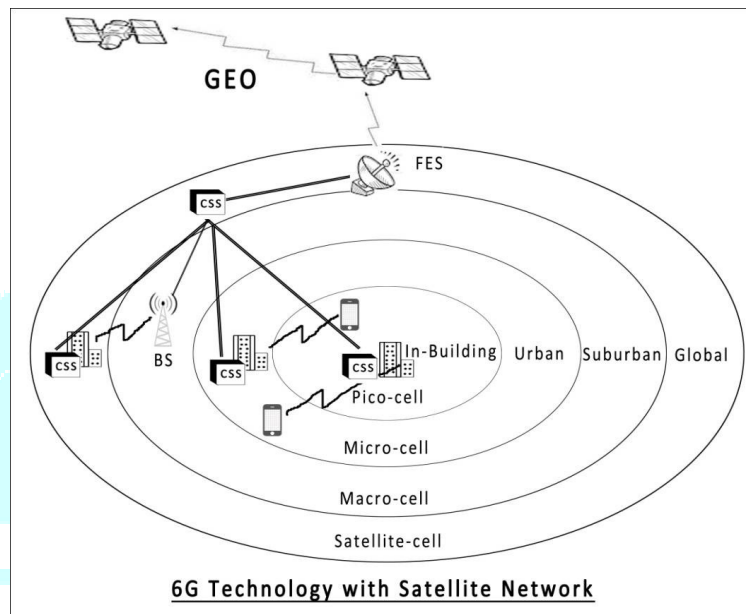 GEO
FES
CSS
BS
CSS
CSS
CSS
In-Building
Urban
Suburban
Global
Pico-cell
Micro-cell
Macro-cell
Satellite-cell
6G Technology with Satellite Network